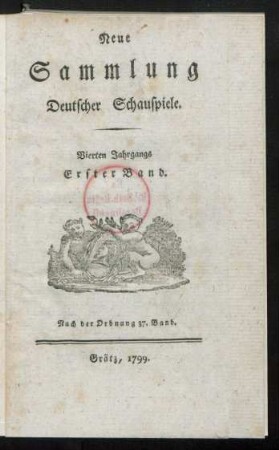 Neue
Sammlung
Deutscher Schauspiele.
Vierten Jahrgangs
Erster Band.
Nach der Ordnung 37. Band.
Grätz, 1799.